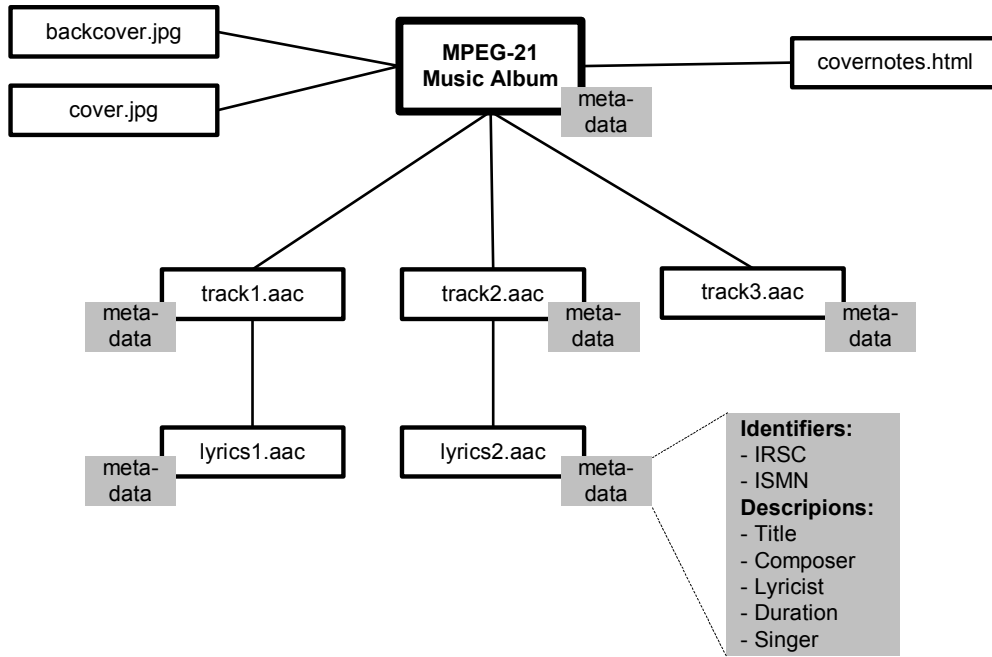 backcover.jpg
cover.jpg
MPEG-21
Music Album
meta-
data
covernotes.html
track1.aac
meta-
data
track2.aac
meta-
data
track3.aac
meta-
data
lyrics1.aac
meta-
data
lyrics2.aac
meta-
data
Identifiers:
- IRSC
- ISMN
Descripions:
- Title
- Composer
- Lyricist
- Duration
- Singer